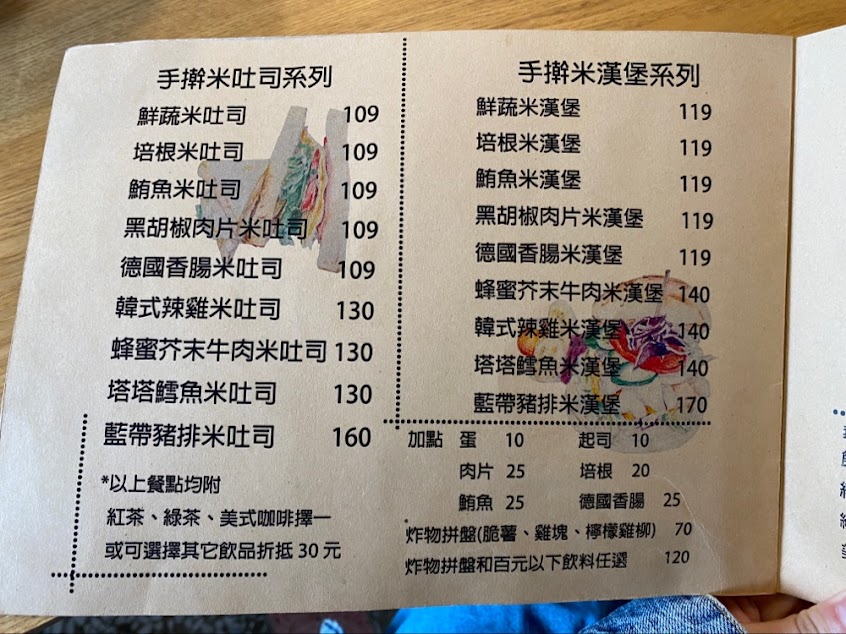 手擀米吐司系列
鮮蔬米吐司 109
培根米吐司 109
鮪魚米吐司 109
黑胡椒肉片米吐司 109
德國香腸米吐司 109
韓式辣雞米吐司 130
蜂蜜芥末牛肉米吐司 130
塔塔鱈魚米吐司 130
藍帶豬排米吐司 160
*以上餐點均附
紅茶、綠茶、美式咖啡擇一
或可選擇其它飲品折抵 30 元
手擀米漢堡系列
鮮蔬米漢堡 119
培根米漢堡 119
鮪魚米漢堡 119
黑胡椒肉片米漢堡 119
德國香腸米漢堡 119
蜂蜜芥末牛肉米漢堡 140
韓式辣雞米漢堡 140
塔塔鱈魚米漢堡 140
藍帶豬排米漢堡 170
加點 蛋 10 起司 10
肉片 25 培根 20
鮪魚 25 德國香腸 25
炸物拼盤(脆薯、雞塊、檸檬雞柳) 70
炸物拼盤和百元以下飲料任選 120